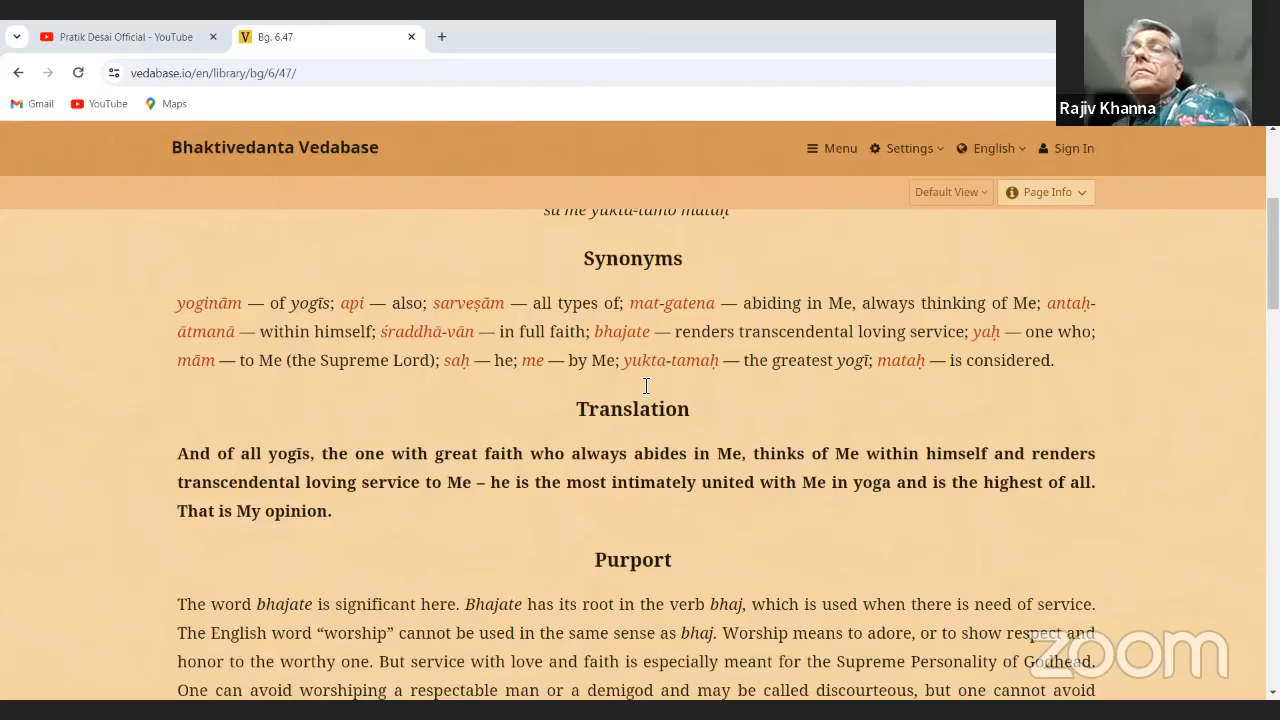 Pratik Desai Official - YouTube
Bg. 6.47
vedabase.io/en/library/bg/6/47/
Gmail YouTube Maps
Rajiv Khanna
Bhaktivedanta Vedabase
Menu Settings English Sign In
Default View Page Info
sa me yukta-tamo mataḥ
Synonyms
yoginām — of yogīs; api — also; sarveṣām — all types of; mat-gatena — abiding in Me, always thinking of Me; antaḥ-
ātmanā — within himself; śraddhā-vān — in full faith; bhajate — renders transcendental loving service; yaḥ — one who;
mām — to Me (the Supreme Lord); saḥ — he; me — by Me; yukta-tamaḥ — the greatest yogī; mataḥ — is considered.
Translation
And of all yogīs, the one with great faith who always abides in Me, thinks of Me within himself and renders
transcendental loving service to Me – he is the most intimately united with Me in yoga and is the highest of all.
That is My opinion.
Purport
The word bhajate is significant here. Bhajate has its root in the verb bhaj, which is used when there is need of service.
The English word “worship” cannot be used in the same sense as bhaj. Worship means to adore, or to show respect and
honor to the worthy one. But service with love and faith is especially meant for the Supreme Personality of Godhead.
One can avoid worshiping a respectable man or a demigod and may be called discourteous, but one cannot avoid
zoom